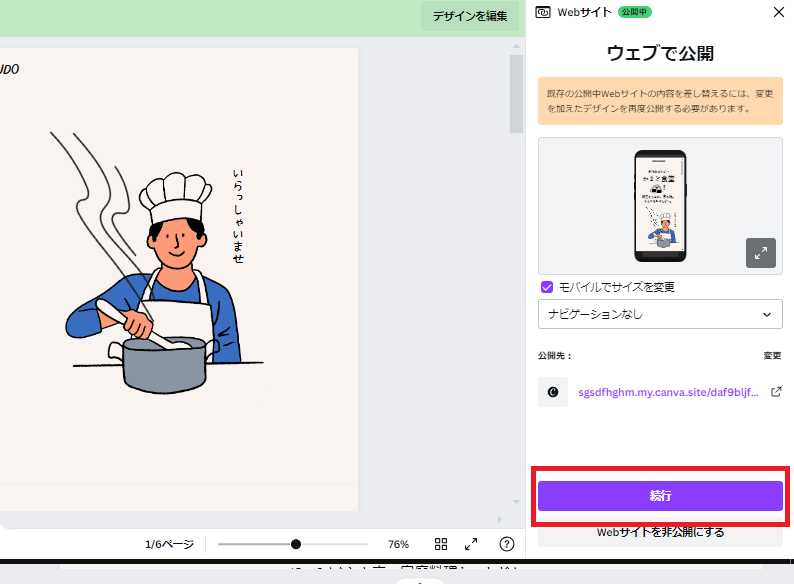 デザインを編集
Webサイト 公開中
ウェブで公開
既存の公開中Webサイトの内容を差し替えるには、変更
を加えたデザインを再度公開する必要があります。
いらっしゃいませ
かまど食堂
モバイルでサイズを変更
ナビゲーションなし
公開先：
変更
sgsdfhghm.my.canva.site/daf9bljf...
続行
Webサイトを非公開にする
1/6ページ
76%